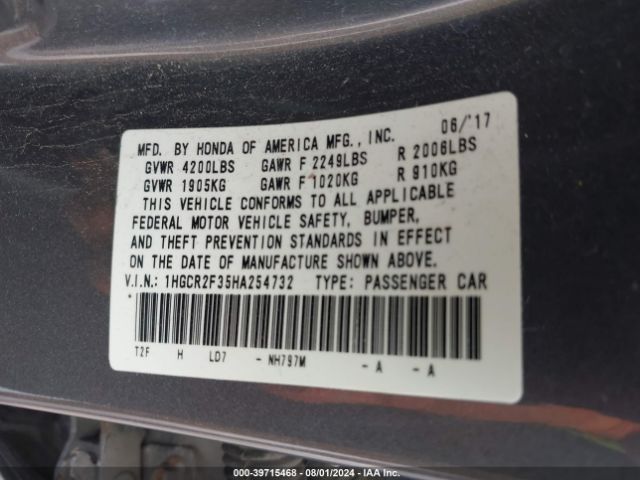 MFD. BY HONDA OF AMERICA MFG., INC. 06/'17
GVWR 4200LBS GAWR F 2249LBS R 2006LBS
GVWR 1905KG GAWR F 1020KG R 910KG
THIS VEHICLE CONFORMS TO ALL APPLICABLE
FEDERAL MOTOR VEHICLE SAFETY, BUMPER,
AND THEFT PREVENTION STANDARDS IN EFFECT
ON THE DATE OF MANUFACTURE SHOWN ABOVE.
V.I.N.: 1HGCR2F35HA254732 TYPE: PASSENGER CAR
T2F H LD7 - NH797M - A - A
000-39715468 - 08/01/2024 - IAA Inc.